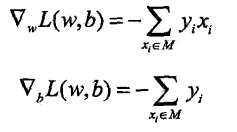 ∇_w L(w,b) = −∑_{x_i∈M} y_i x_i
∇_b L(w,b) = −∑_{x_i∈M} y_i